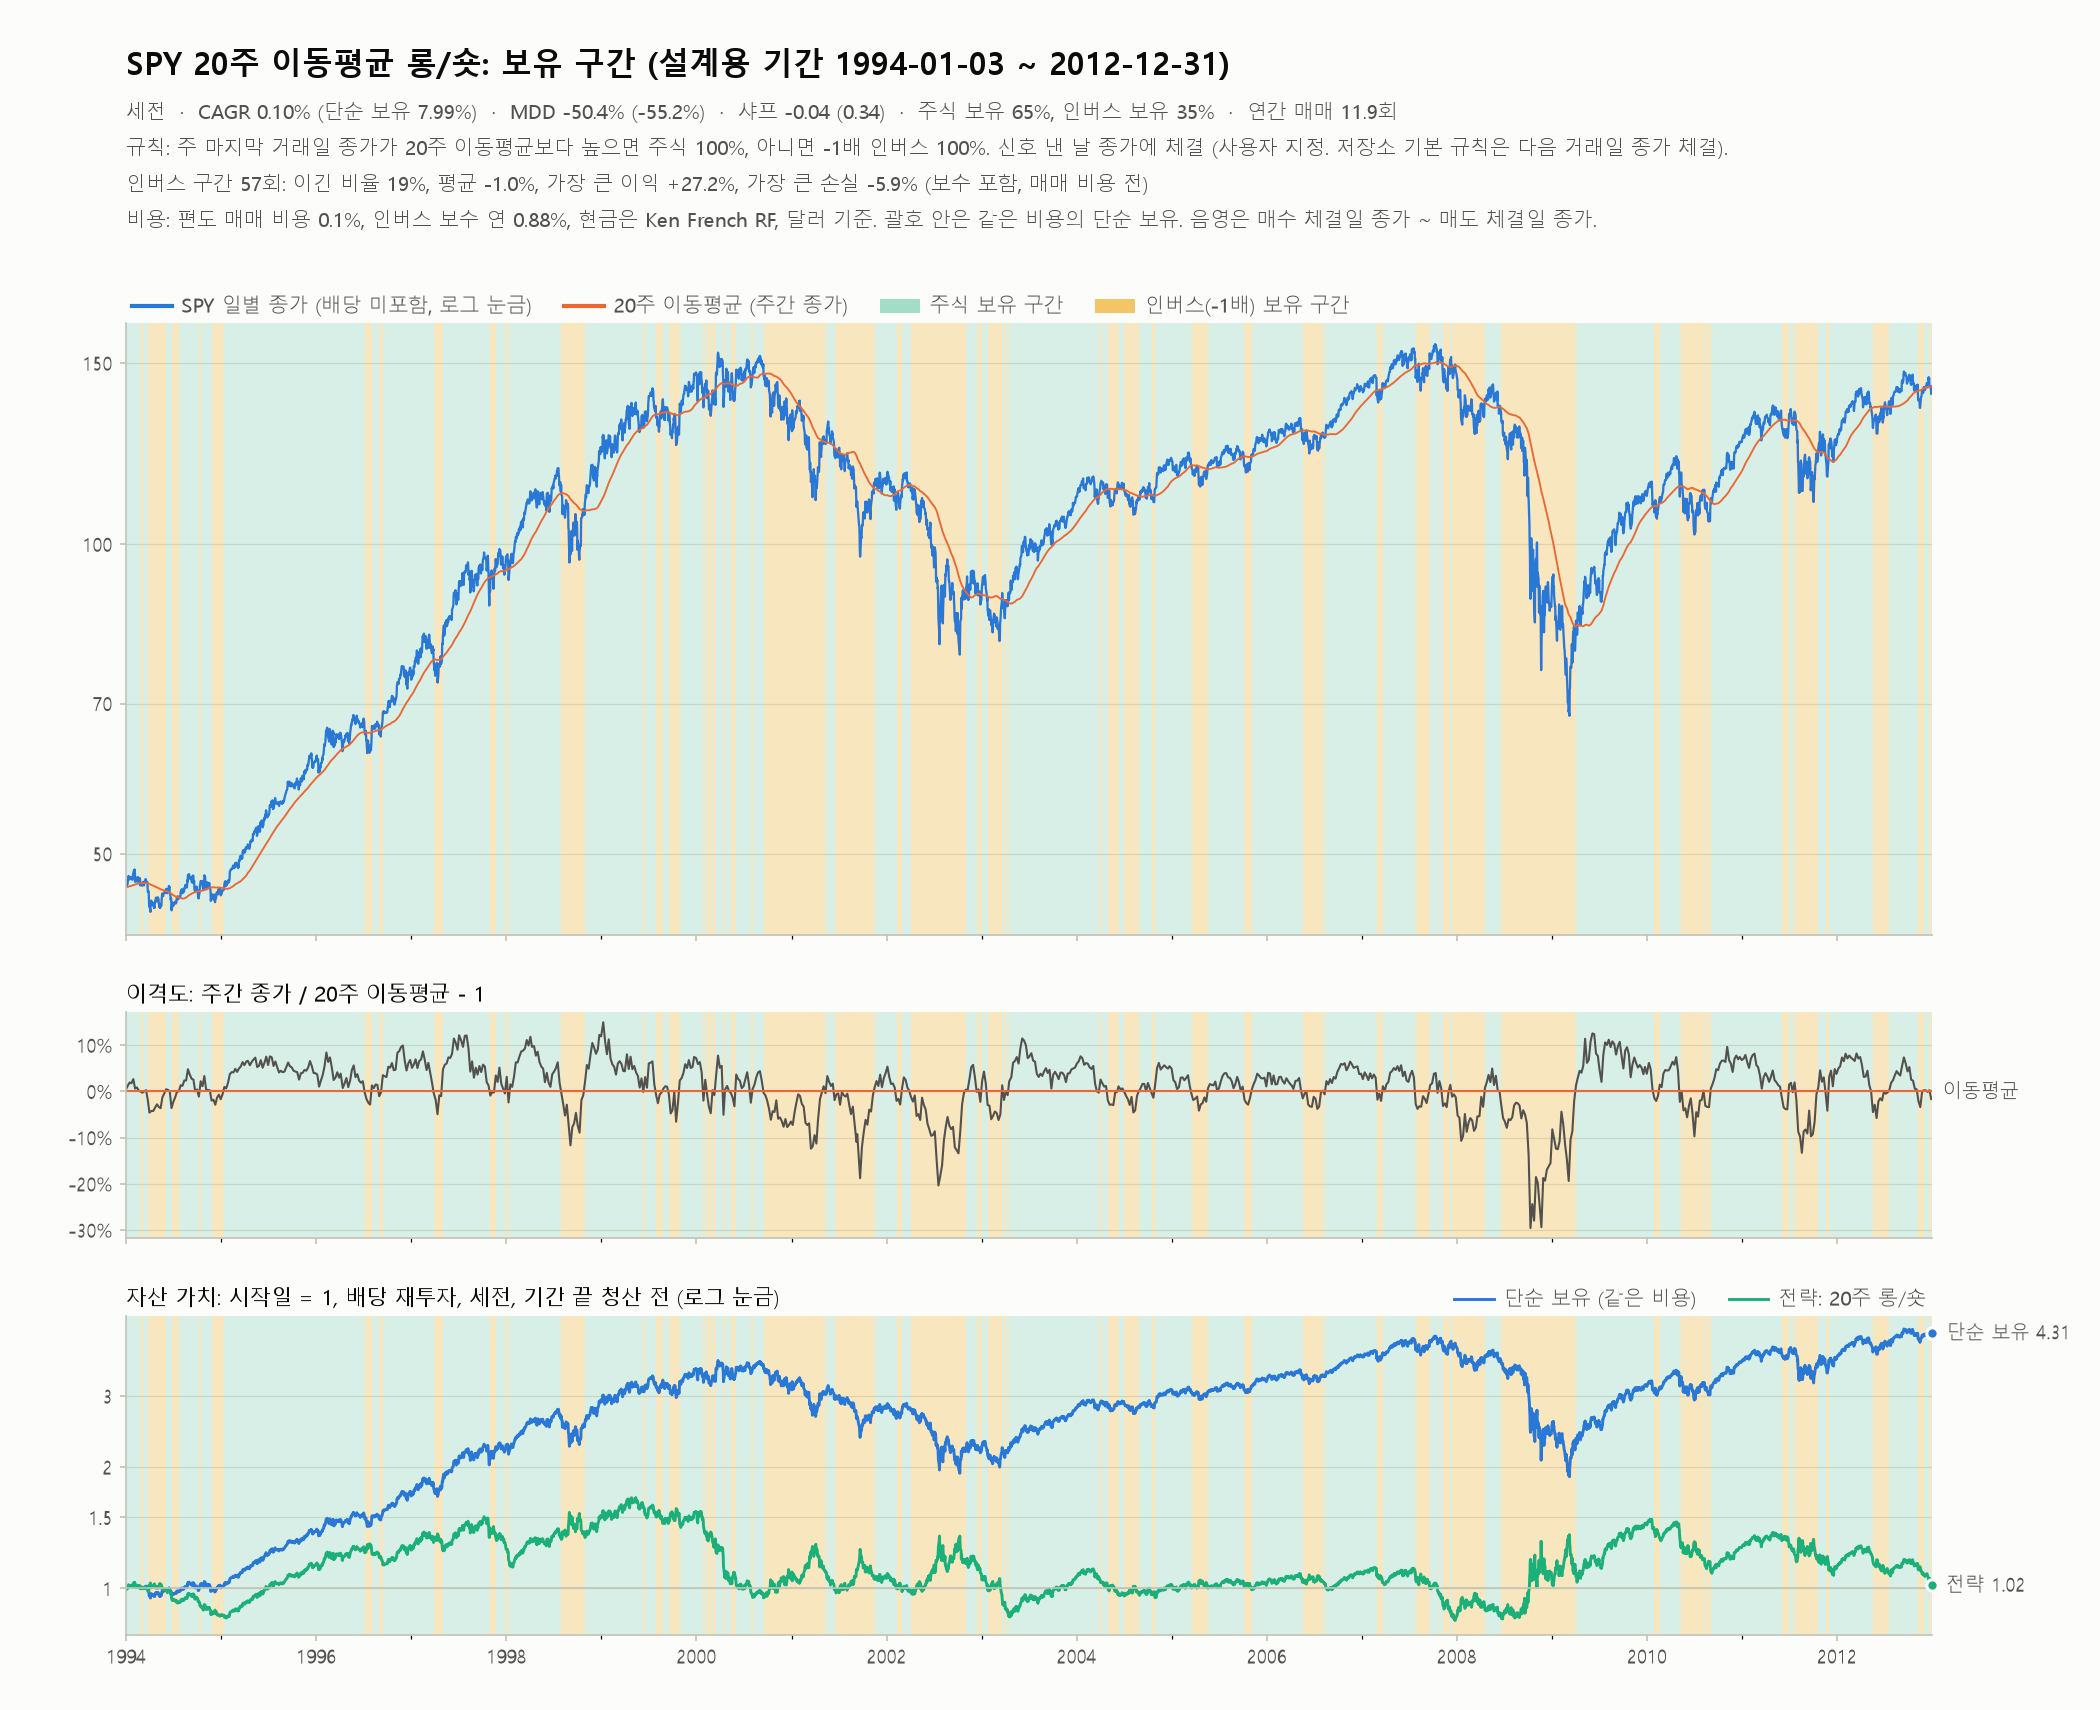 SPY 20주 이동평균 롱/숏: 보유 구간 (설계용 기간 1994-01-03 ~ 2012-12-31)
세전 · CAGR 0.10% (단순 보유 7.99%) · MDD -50.4% (-55.2%) · 샤프 -0.04 (0.34) · 주식 보유 65%, 인버스 보유 35% · 연간 매매 11.9회
규칙: 주 마지막 거래일 종가가 20주 이동평균보다 높으면 주식 100%, 아니면 -1배 인버스 100%. 신호 낸 날 종가에 체결 (사용자 지정. 저장소 기본 규칙은 다음 거래일 종가 체결).
인버스 구간 57회: 이긴 비율 19%, 평균 -1.0%, 가장 큰 이익 +27.2%, 가장 큰 손실 -5.9% (보수 포함, 매매 비용 전)
비용: 편도 매매 비용 0.1%, 인버스 보수 연 0.88%, 현금은 Ken French RF, 달러 기준. 괄호 안은 같은 비용의 단순 보유. 음영은 매수 체결일 종가 ~ 매도 체결일 종가.
SPY 일별 종가 (배당 미포함, 로그 눈금) 20주 이동평균 (주간 종가) 주식 보유 구간 인버스(-1배) 보유 구간
150
100
70
50
이격도: 주간 종가 / 20주 이동평균 - 1
10%
0%
-10%
-20%
-30%
이동평균
자산 가치: 시작일 = 1, 배당 재투자, 세전, 기간 끝 청산 전 (로그 눈금)
단순 보유 (같은 비용) 전략: 20주 롱/숏
3
2
1.5
1
단순 보유 4.31
전략 1.02
1994 1996 1998 2000 2002 2004 2006 2008 2010 2012